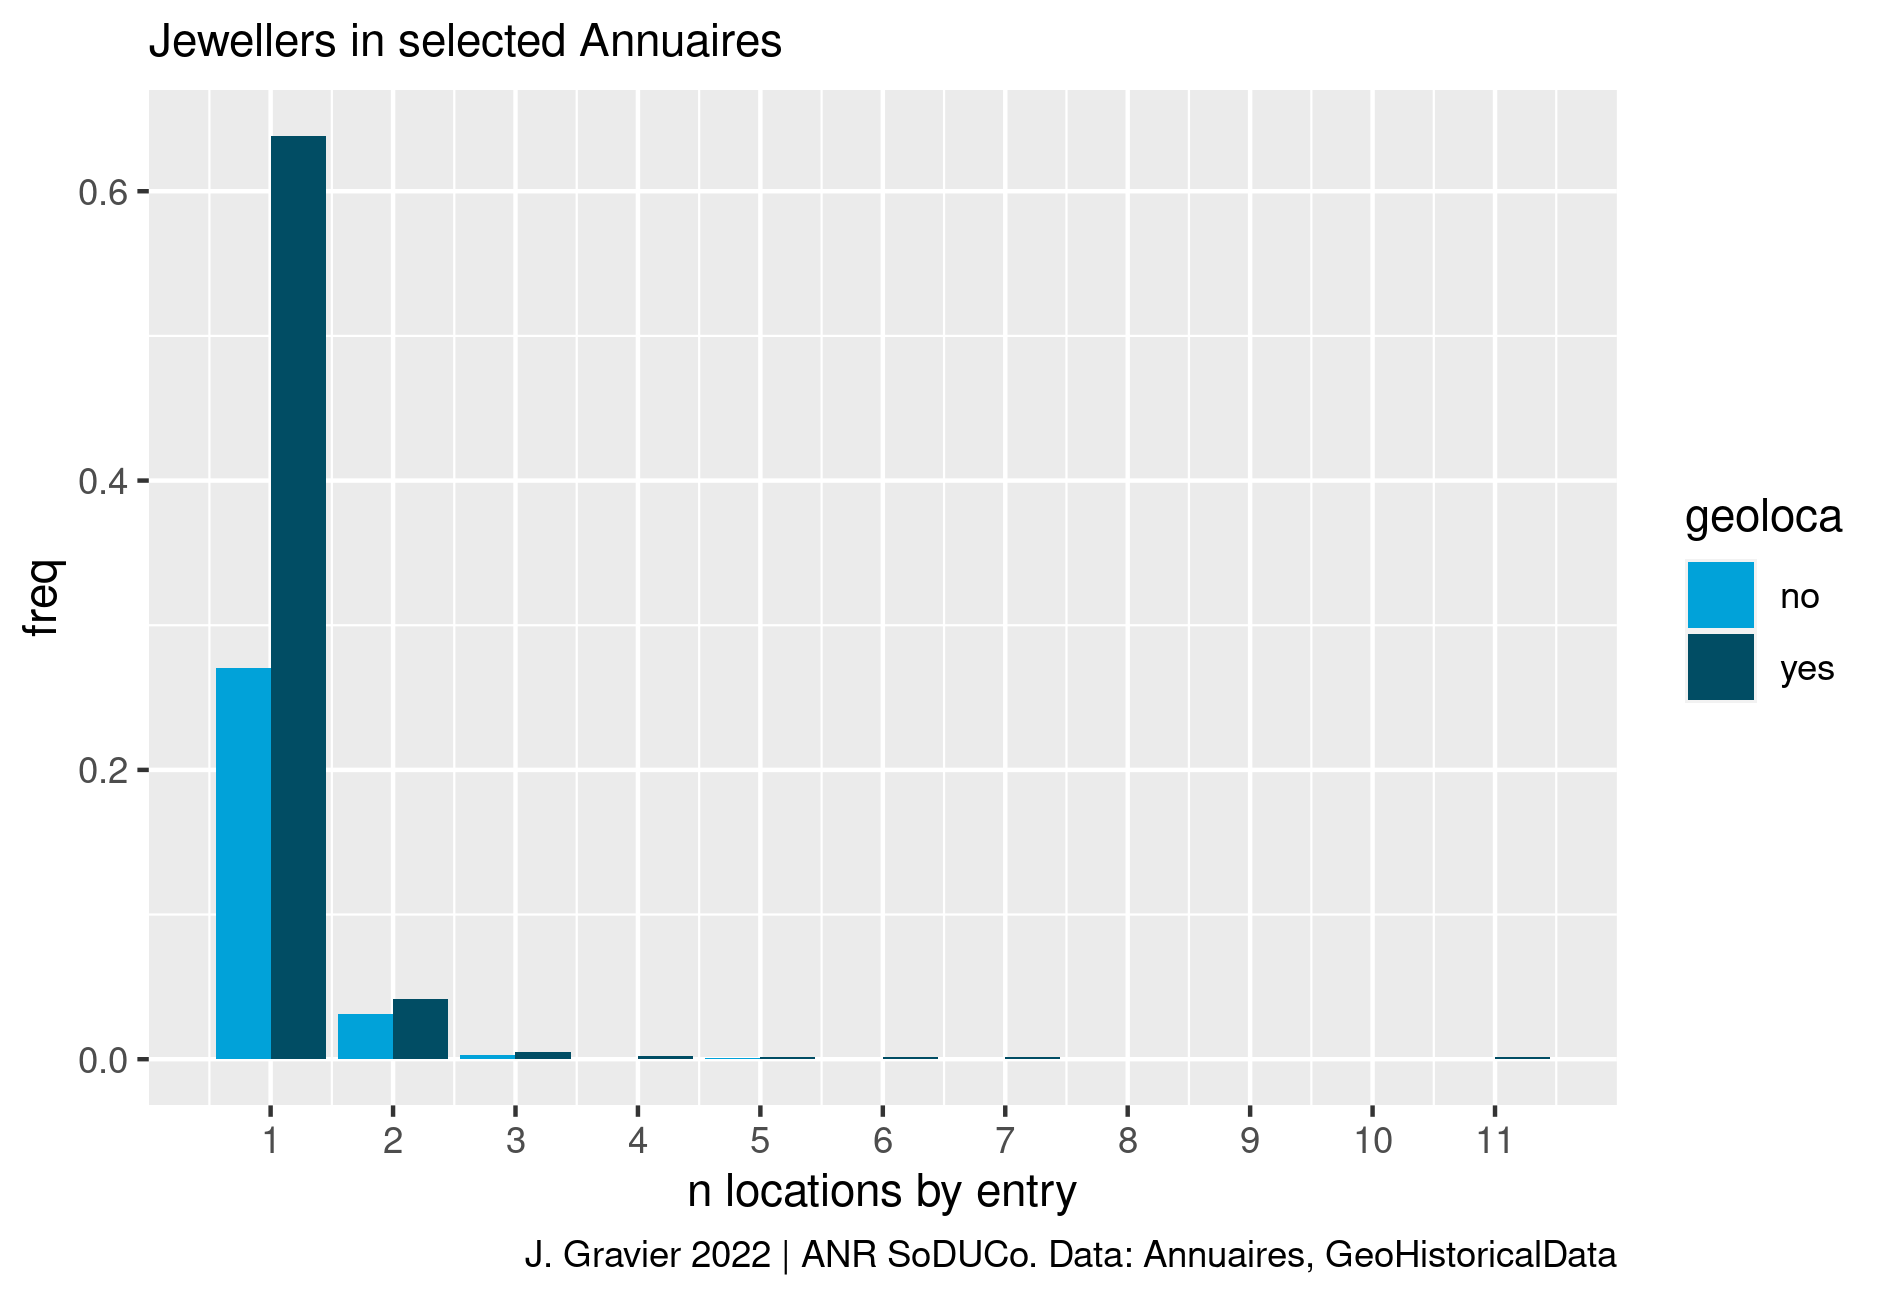 Jewellers in selected Annuaires
0.6
0.4
0.2
0.0
freq
1 2 3 4 5 6 7 8 9 10 11
n locations by entry
geoloca
no
yes
J. Gravier 2022 | ANR SoDUCo. Data: Annuaires, GeoHistoricalData